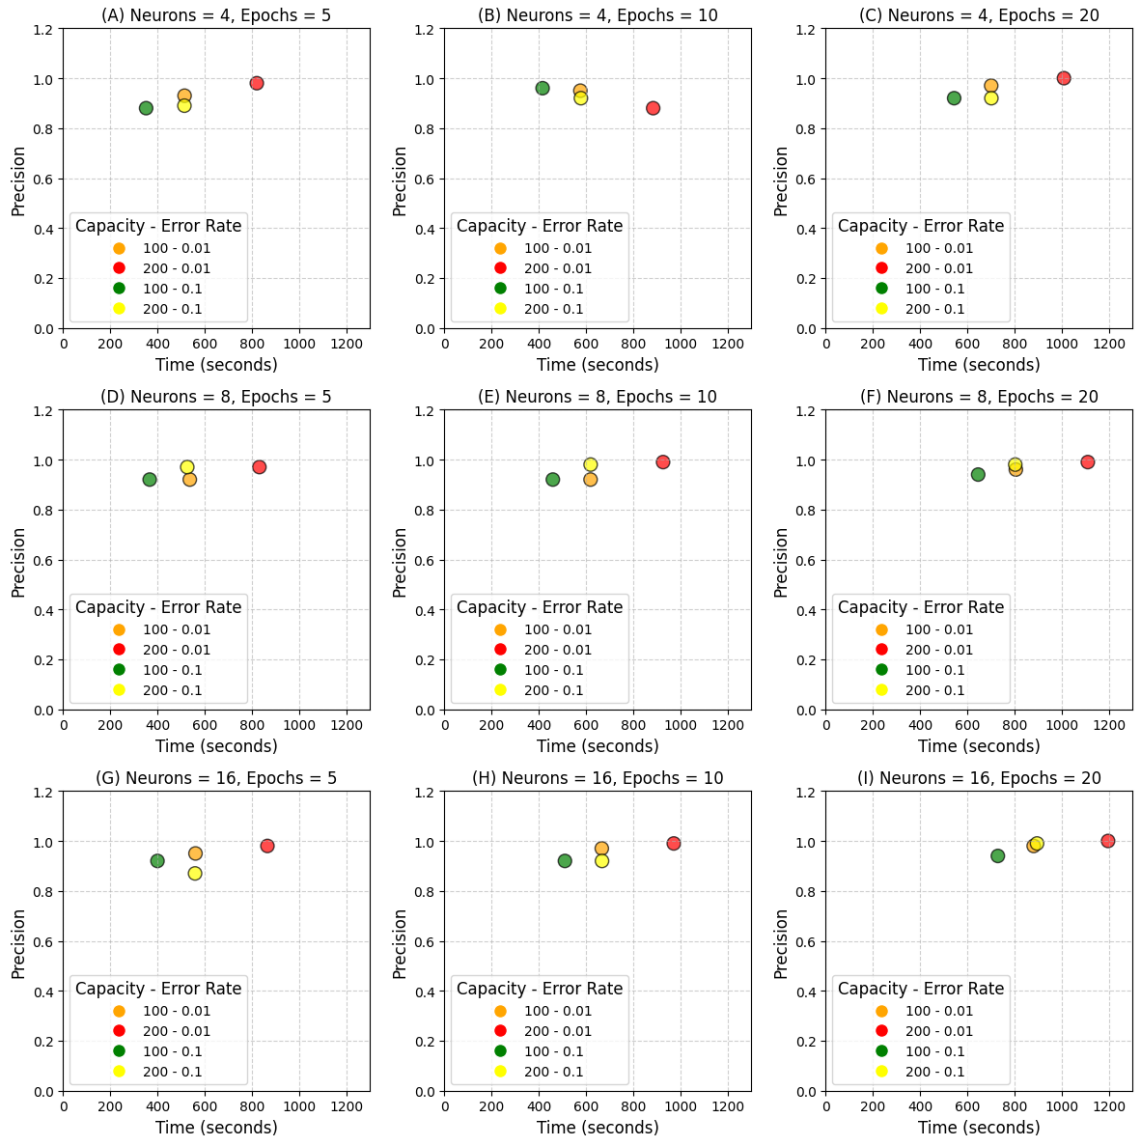 (A) Neurons = 4, Epochs = 5
1.2
1.0
0.8
0.6
0.4
0.2
0.0
Precision
Capacity - Error Rate
100 - 0.01
200 - 0.01
100 - 0.1
200 - 0.1
0 200 400 600 800 1000 1200
Time (seconds)
(B) Neurons = 4, Epochs = 10
1.2
1.0
0.8
0.6
0.4
0.2
0.0
Precision
Capacity - Error Rate
100 - 0.01
200 - 0.01
100 - 0.1
200 - 0.1
0 200 400 600 800 1000 1200
Time (seconds)
(C) Neurons = 4, Epochs = 20
1.2
1.0
0.8
0.6
0.4
0.2
0.0
Precision
Capacity - Error Rate
100 - 0.01
200 - 0.01
100 - 0.1
200 - 0.1
0 200 400 600 800 1000 1200
Time (seconds)
(D) Neurons = 8, Epochs = 5
1.2
1.0
0.8
0.6
0.4
0.2
0.0
Precision
Capacity - Error Rate
100 - 0.01
200 - 0.01
100 - 0.1
200 - 0.1
0 200 400 600 800 1000 1200
Time (seconds)
(E) Neurons = 8, Epochs = 10
1.2
1.0
0.8
0.6
0.4
0.2
0.0
Precision
Capacity - Error Rate
100 - 0.01
200 - 0.01
100 - 0.1
200 - 0.1
0 200 400 600 800 1000 1200
Time (seconds)
(F) Neurons = 8, Epochs = 20
1.2
1.0
0.8
0.6
0.4
0.2
0.0
Precision
Capacity - Error Rate
100 - 0.01
200 - 0.01
100 - 0.1
200 - 0.1
0 200 400 600 800 1000 1200
Time (seconds)
(G) Neurons = 16, Epochs = 5
1.2
1.0
0.8
0.6
0.4
0.2
0.0
Precision
Capacity - Error Rate
100 - 0.01
200 - 0.01
100 - 0.1
200 - 0.1
0 200 400 600 800 1000 1200
Time (seconds)
(H) Neurons = 16, Epochs = 10
1.2
1.0
0.8
0.6
0.4
0.2
0.0
Precision
Capacity - Error Rate
100 - 0.01
200 - 0.01
100 - 0.1
200 - 0.1
0 200 400 600 800 1000 1200
Time (seconds)
(I) Neurons = 16, Epochs = 20
1.2
1.0
0.8
0.6
0.4
0.2
0.0
Precision
Capacity - Error Rate
100 - 0.01
200 - 0.01
100 - 0.1
200 - 0.1
0 200 400 600 800 1000 1200
Time (seconds)